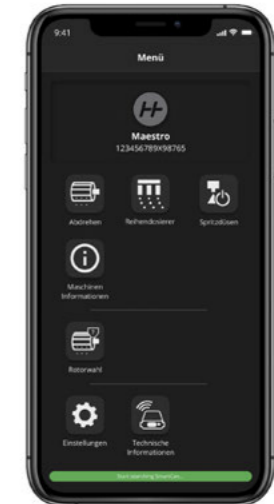 9:41
Menü
Maestro
123456789X98765
Abdrehen Reihendosierer Spritzdüsen
Maschinen
Informationen
Rotorwahl
Einstellungen Technische
Informationen